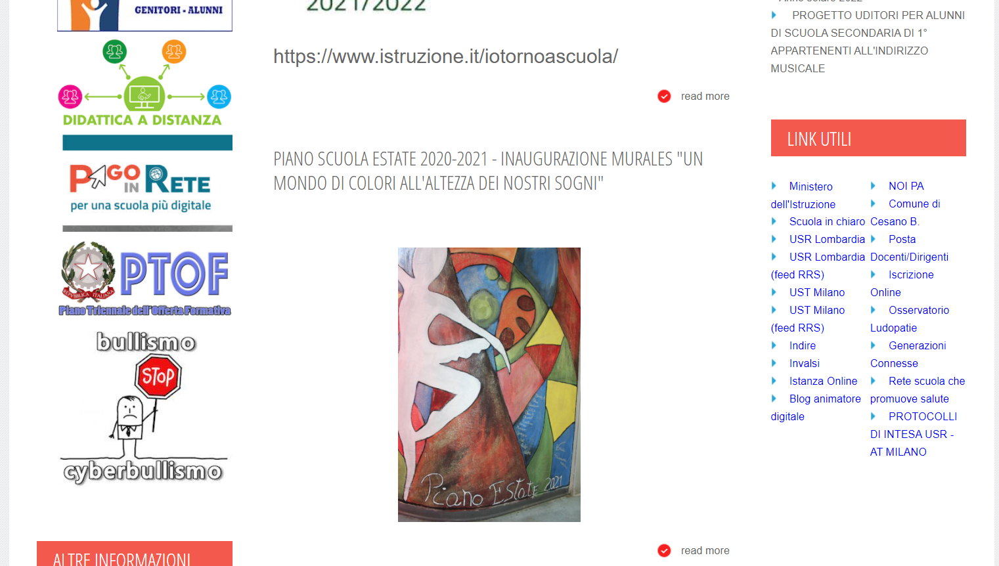 GENITORI - ALUNNI
DIDATTICA A DISTANZA
PAGO IN RETE
per una scuola più digitale
REPVBBLICA ITALIANA
PTOF
Piano Triennale dell'Offerta Formativa
bullismo
STOP
cyberbullismo
ALTRE INFORMAZIONI
2021/2022
https://www.istruzione.it/iotornoascuola/
read more
PIANO SCUOLA ESTATE 2020-2021 - INAUGURAZIONE MURALES "UN
MONDO DI COLORI ALL'ALTEZZA DEI NOSTRI SOGNI"
Piano EState 2021
read more
Anno solare 2022
PROGETTO UDITORI PER ALUNNI
DI SCUOLA SECONDARIA DI 1°
APPARTENENTI ALL'INDIRIZZO
MUSICALE
LINK UTILI
Ministero
dell'Istruzione
Scuola in chiaro
USR Lombardia
USR Lombardia
(feed RRS)
UST Milano
UST Milano
(feed RRS)
Indire
Invalsi
Istanza Online
Blog animatore
digitale
NOI PA
Comune di
Cesano B.
Posta
Docenti/Dirigenti
Iscrizione
Online
Osservatorio
Ludopatie
Generazioni
Connesse
Rete scuola che
promuove salute
PROTOCOLLI
DI INTESA USR -
AT MILANO